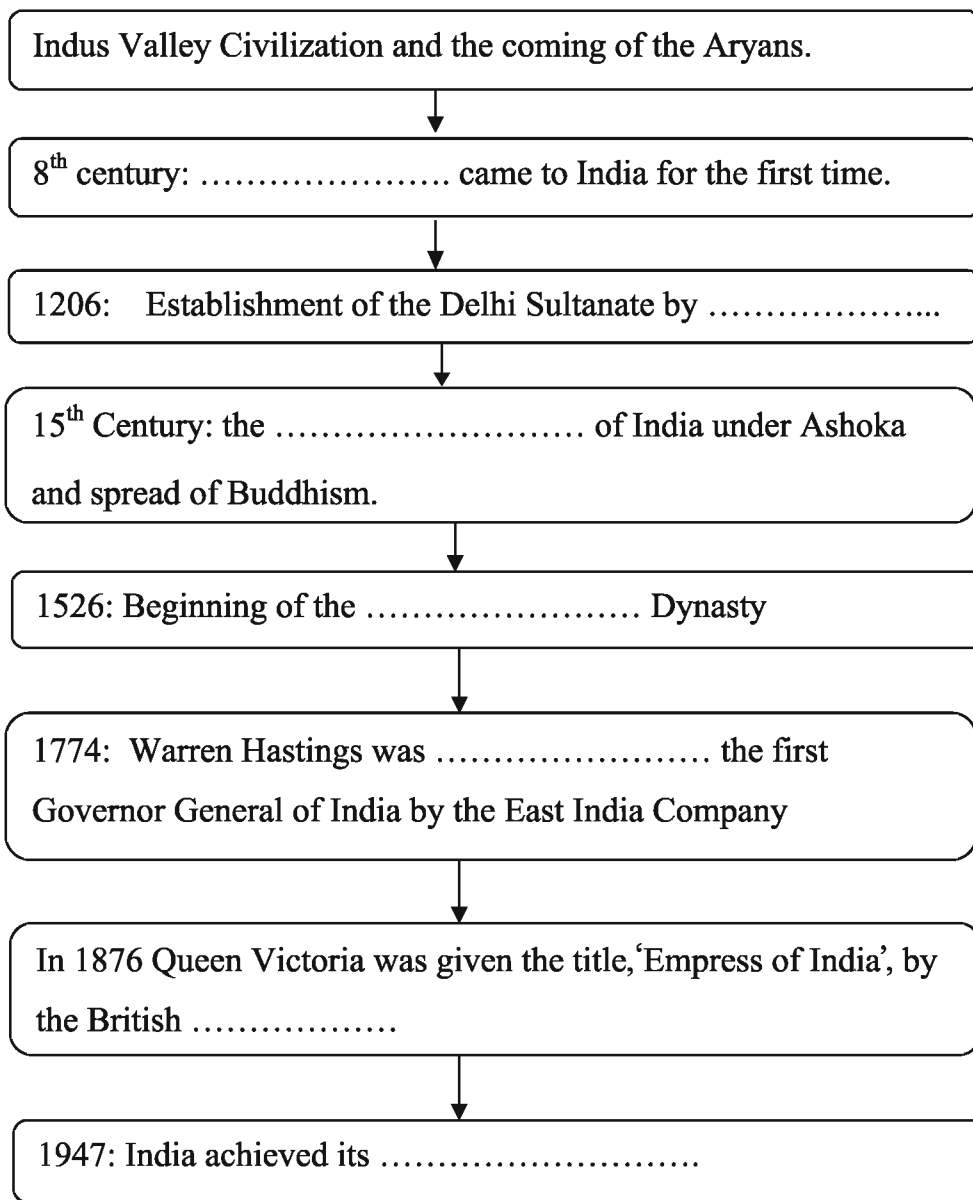 Indus Valley Civilization and the coming of the Aryans.
8th century: ........................ came to India for the first time.
1206: Establishment of the Delhi Sultanate by .......................
15th Century: the .............................. of India under Ashoka
and spread of Buddhism.
1526: Beginning of the ........................... Dynasty
1774: Warren Hastings was ........................... the first
Governor General of India by the East India Company
In 1876 Queen Victoria was given the title,‘Empress of India’, by
the British ....................
1947: India achieved its ...............................